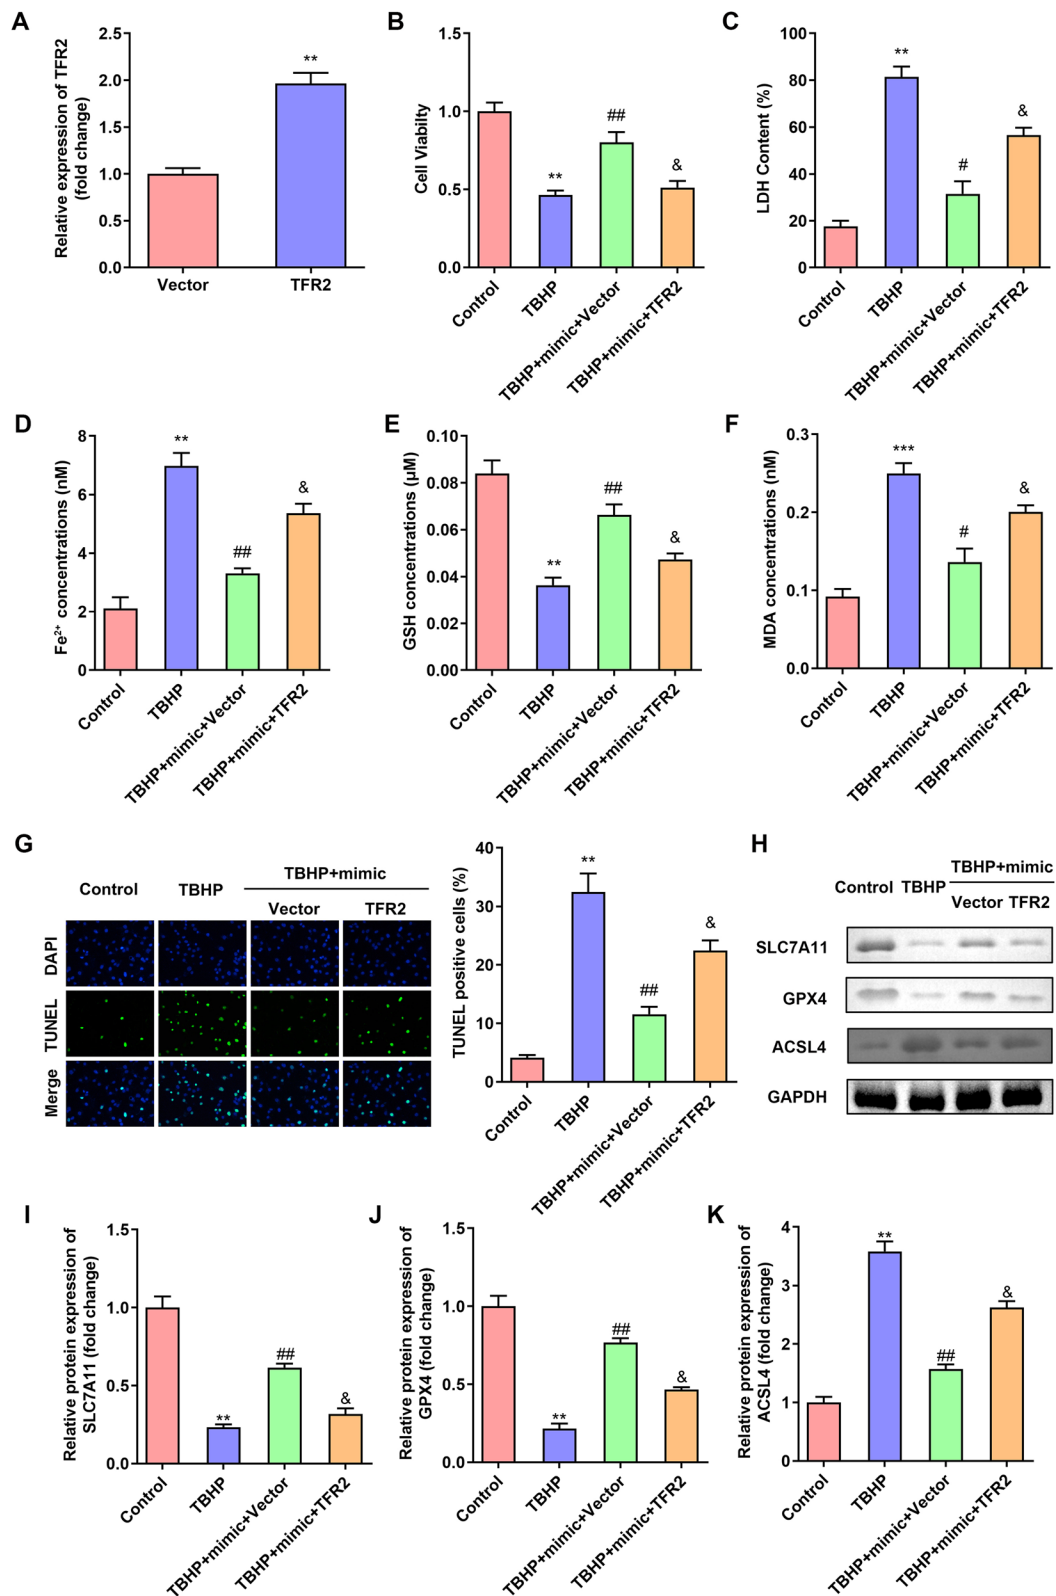 A
Relative expression of TFR2
(fold change)
2.5
2.0
1.5
1.0
0.5
0.0
**
Vector
TFR2
B
Cell Viabilty
1.5
1.0
0.5
0.0
**
##
&
Control
TBHP
TBHP+mimic+Vector
TBHP+mimic+TFR2
C
LDH Content (%)
100
80
60
40
20
0
**
#
&
Control
TBHP
TBHP+mimic+Vector
TBHP+mimic+TFR2
D
Fe²⁺ concentrations (nM)
8
6
4
2
0
**
##
&
Control
TBHP
TBHP+mimic+Vector
TBHP+mimic+TFR2
E
GSH concentrations (μM)
0.10
0.08
0.06
0.04
0.02
0.00
**
##
&
Control
TBHP
TBHP+mimic+Vector
TBHP+mimic+TFR2
F
MDA concentrations (nM)
0.3
0.2
0.1
0.0
***
#
&
Control
TBHP
TBHP+mimic+Vector
TBHP+mimic+TFR2
G
Control
TBHP
TBHP+mimic
Vector
TFR2
DAPI
TUNEL
Merge
TUNEL positive cells (%)
40
30
20
10
0
**
##
&
Control
TBHP
TBHP+mimic+Vector
TBHP+mimic+TFR2
H
TBHP+mimic
Control TBHP
Vector TFR2
SLC7A11
GPX4
ACSL4
GAPDH
I
Relative protein expression of
SLC7A11 (fold change)
1.5
1.0
0.5
0.0
**
##
&
Control
TBHP
TBHP+mimic+Vector
TBHP+mimic+TFR2
J
Relative protein expression of
GPX4 (fold change)
1.5
1.0
0.5
0.0
**
##
&
Control
TBHP
TBHP+mimic+Vector
TBHP+mimic+TFR2
K
Relative protein expression of
ACSL4 (fold change)
4
3
2
1
0
**
##
&
Control
TBHP
TBHP+mimic+Vector
TBHP+mimic+TFR2